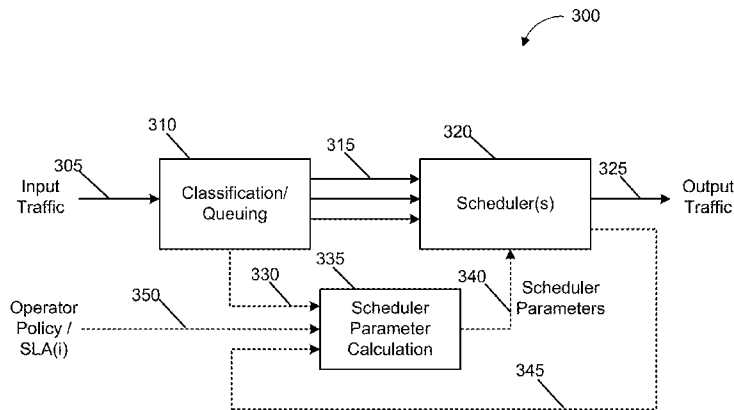 300
310
315
320
305
325
Input
Traffic
Classification/
Queuing
Scheduler(s)
Output
Traffic
330
335
340
350
Operator
Policy /
SLA(i)
Scheduler
Parameter
Calculation
Scheduler
Parameters
345